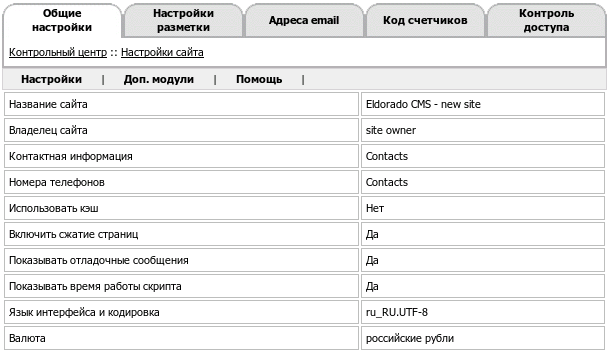 Общие настройки
Настройки разметки
Адреса email
Код счетчиков
Контроль доступа
Контрольный центр :: Настройки сайта
Настройки | Доп. модули | Помощь |
Название сайта Eldorado CMS - new site
Владелец сайта site owner
Контактная информация Contacts
Номера телефонов Contacts
Использовать кэш Нет
Включить сжатие страниц Да
Показывать отладочные сообщения Да
Показывать время работы скрипта Да
Язык интерфейса и кодировка ru_RU.UTF-8
Валюта российские рубли